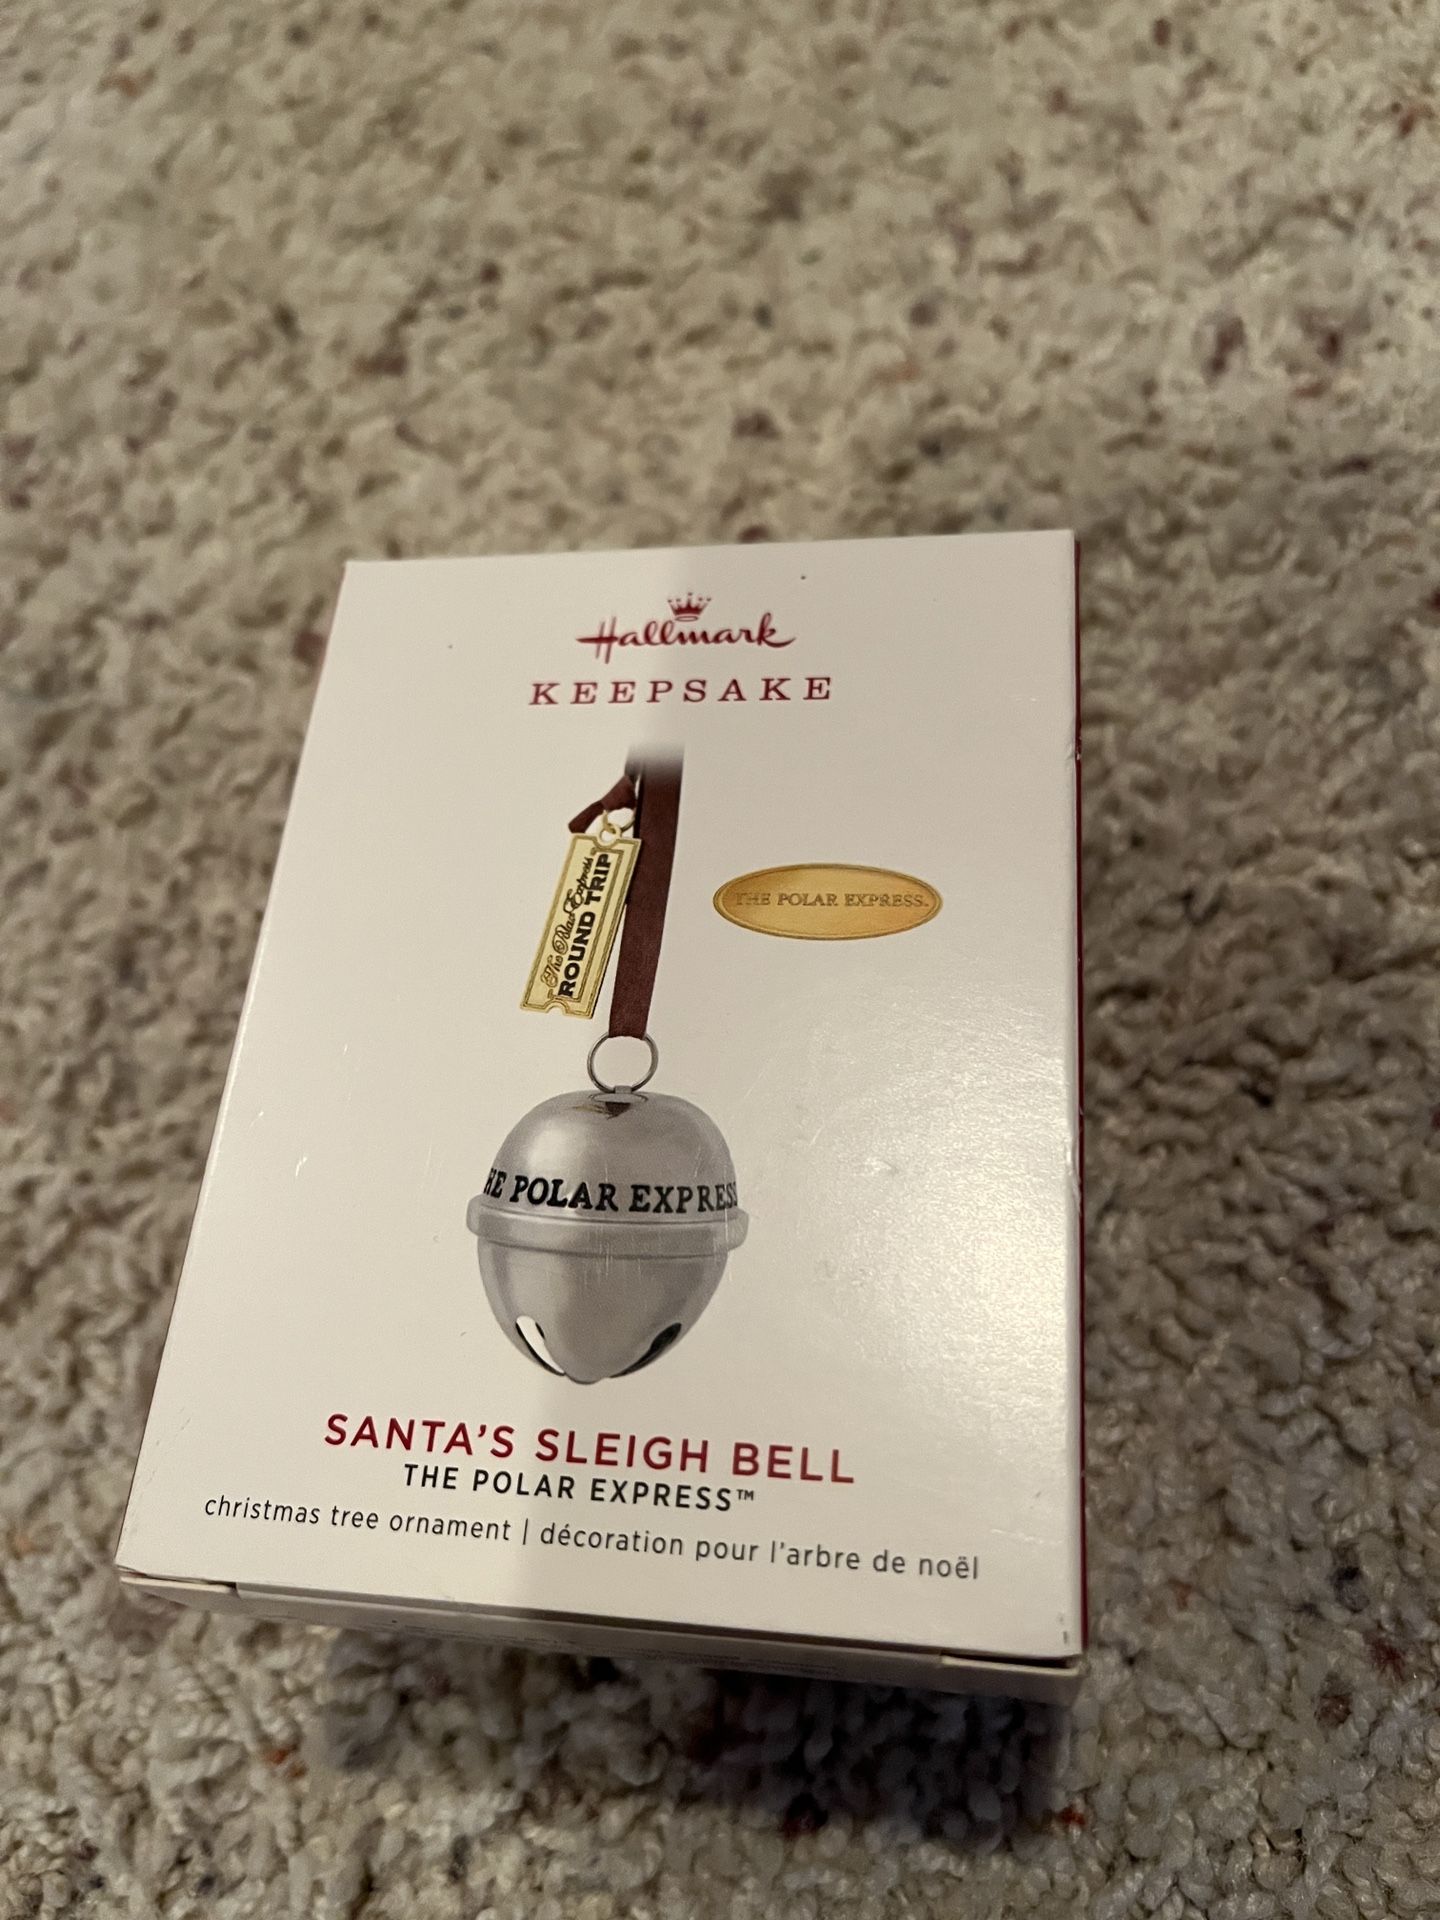 Hallmark
KEEPSAKE
The Polar Express
ROUND TRIP
THE POLAR EXPRESS™
HE POLAR EXPRESS
SANTA'S SLEIGH BELL
THE POLAR EXPRESS™
christmas tree ornament | décoration pour l'arbre de noël